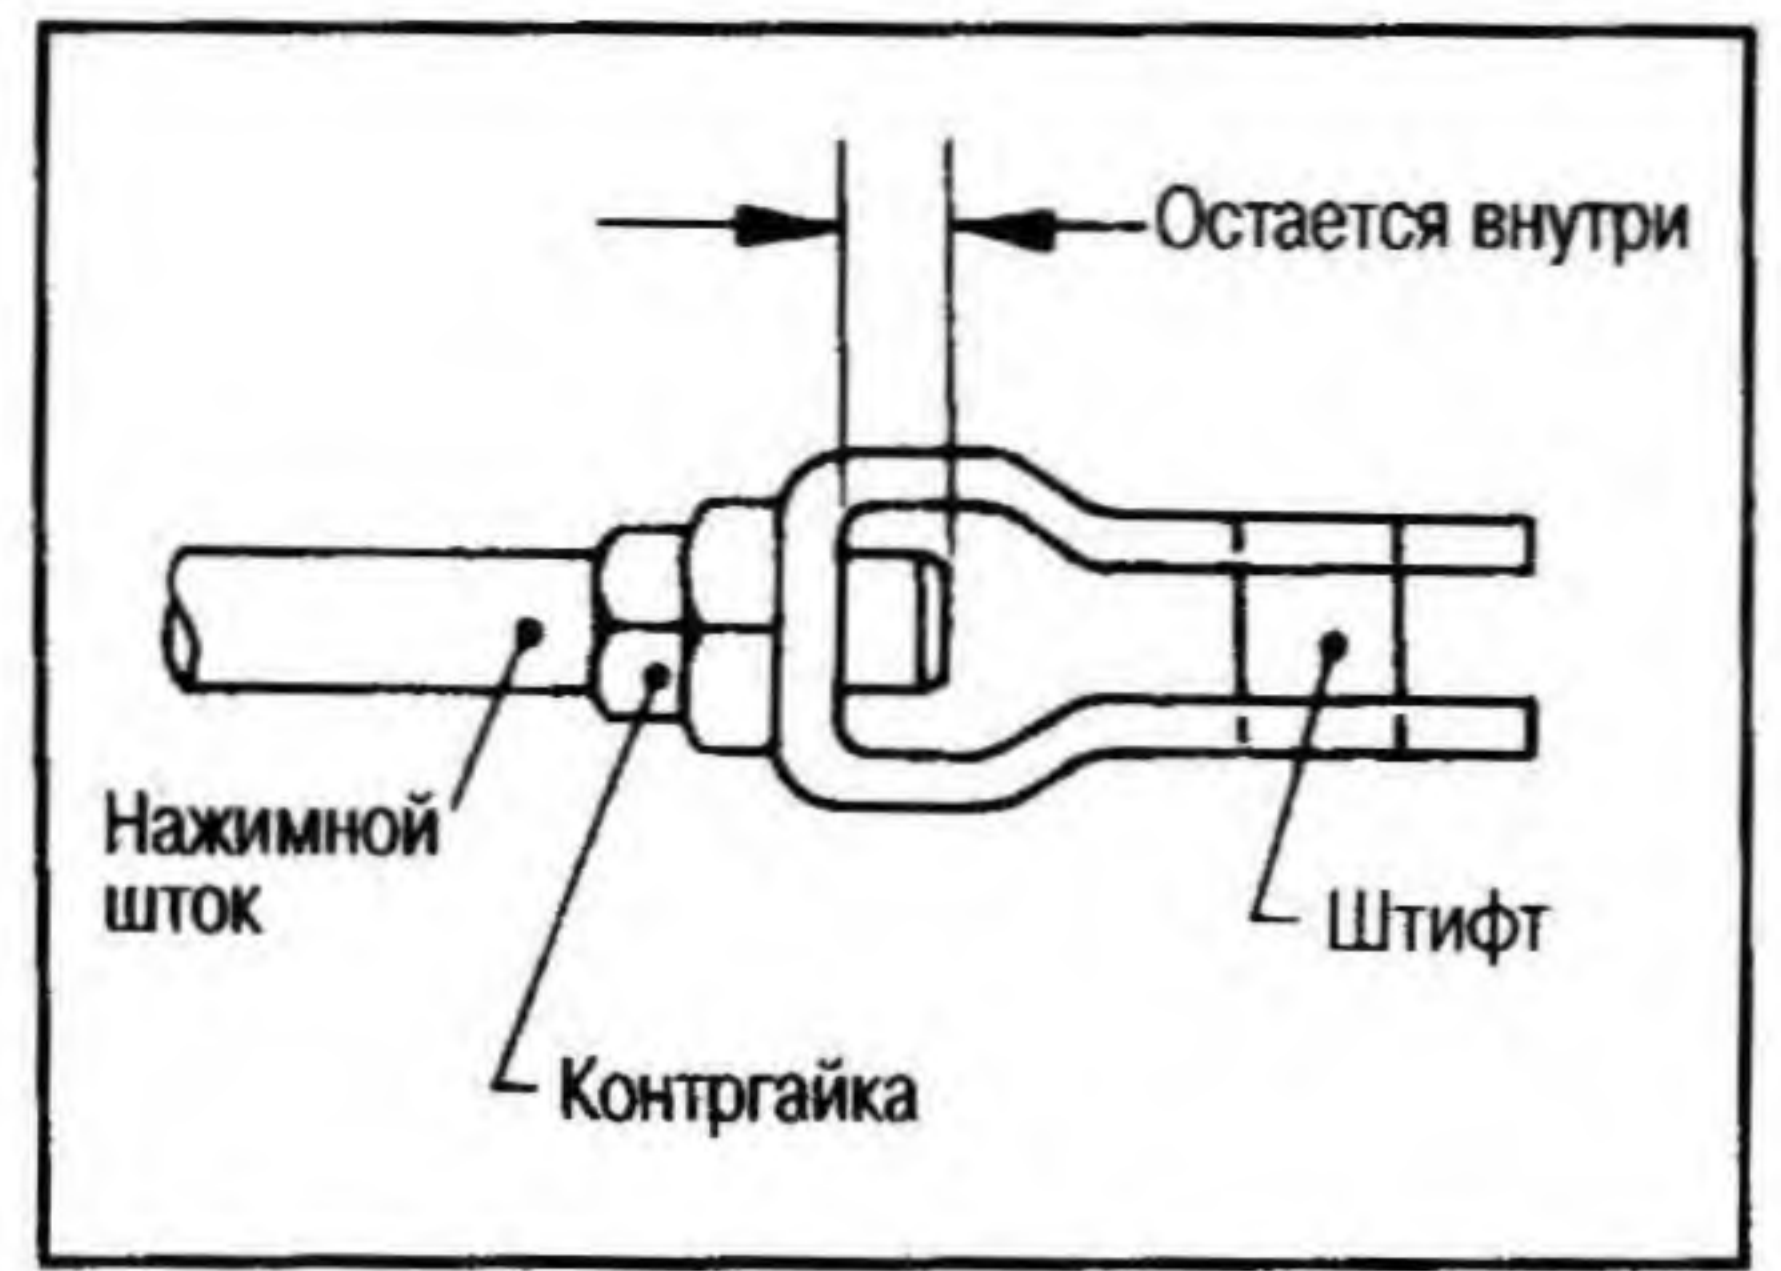 Остается внутри
Нажимной
шток
Штифт
Контргайка